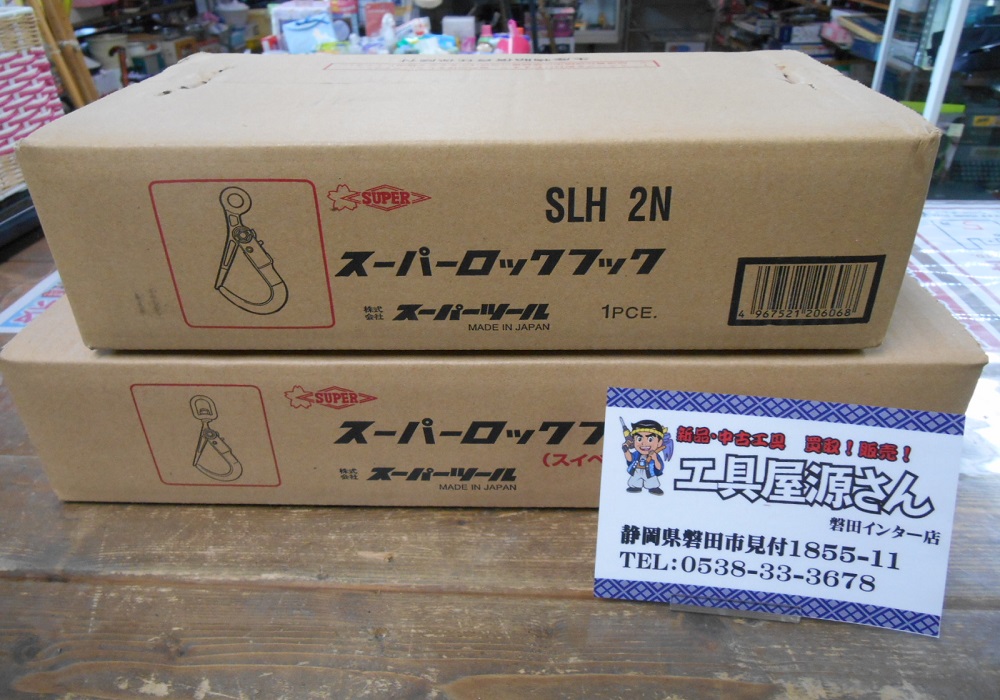 SUPER
SLH 2N
スーパーロックフック
株式会社 スーパーツール
MADE IN JAPAN
1PCE.
4 967521 206068
SUPER
スーパーロックフ
(スイベ
株式会社 スーパーツール
MADE IN JAPAN
新品・中古工具 買取!販売!
工具屋源さん
磐田インター店
静岡県磐田市見付1855-11
TEL:0538-33-3678